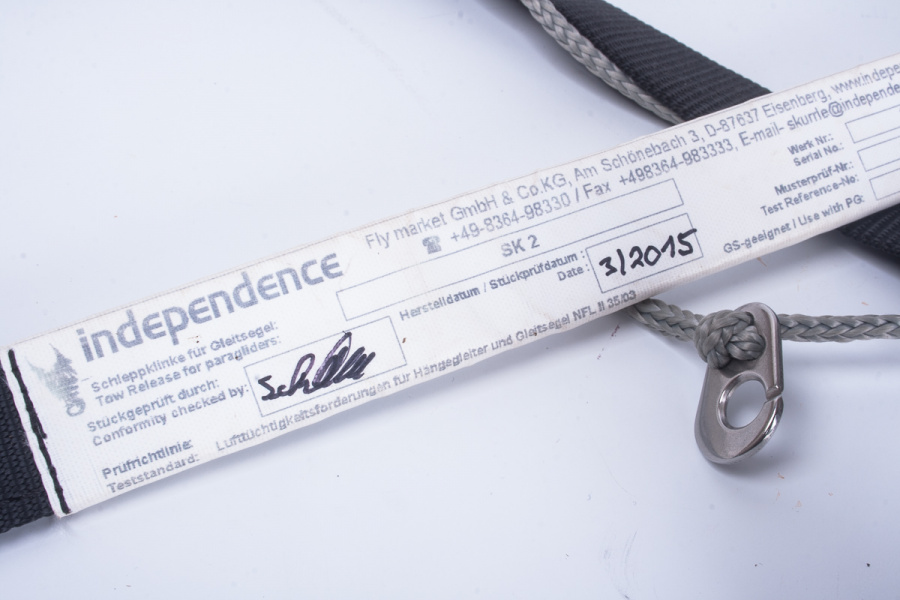 independence
Fly market GmbH & Co.KG, Am Schönebach 3, D-87637 Eisenberg, www.indepe
☎ +49-8364-98330 / Fax +498364-983333, E-mail- skurrle@independe
Schleppklinke für Gleitsegel:
Tow Release for paragliders:
SK 2
Stückgeprüft durch:
Conformity checked by:
Herstelldatum / Stückprüfdatum :
Date :
3/2015
Werk Nr.:
Serial No.:
Musterprüf-Nr.:
Test Reference-No:
GS-geeignet / Use with PG:
Prüfrichtlinie:
Teststandard:
Lufttüchtigkeitsforderungen für Hängegleiter und Gleitsegel NFL II 35/03